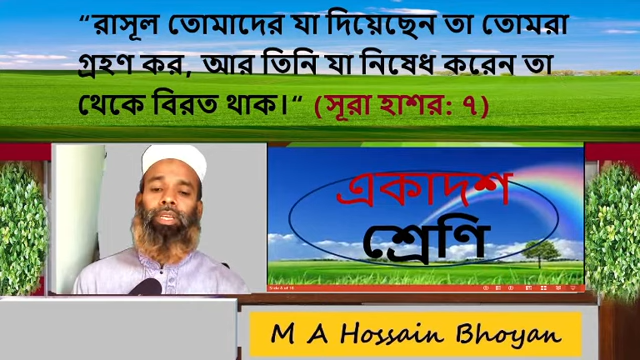 “রাসূল তোমাদের যা দিয়েছেন তা তোমরা
গ্রহণ কর, আর তিনি যা নিষেধ করেন তা
থেকে বিরত থাক।“ (সূরা হাশর: ৭)
একাদশ
শ্রেণি
M A Hossain Bhoyan